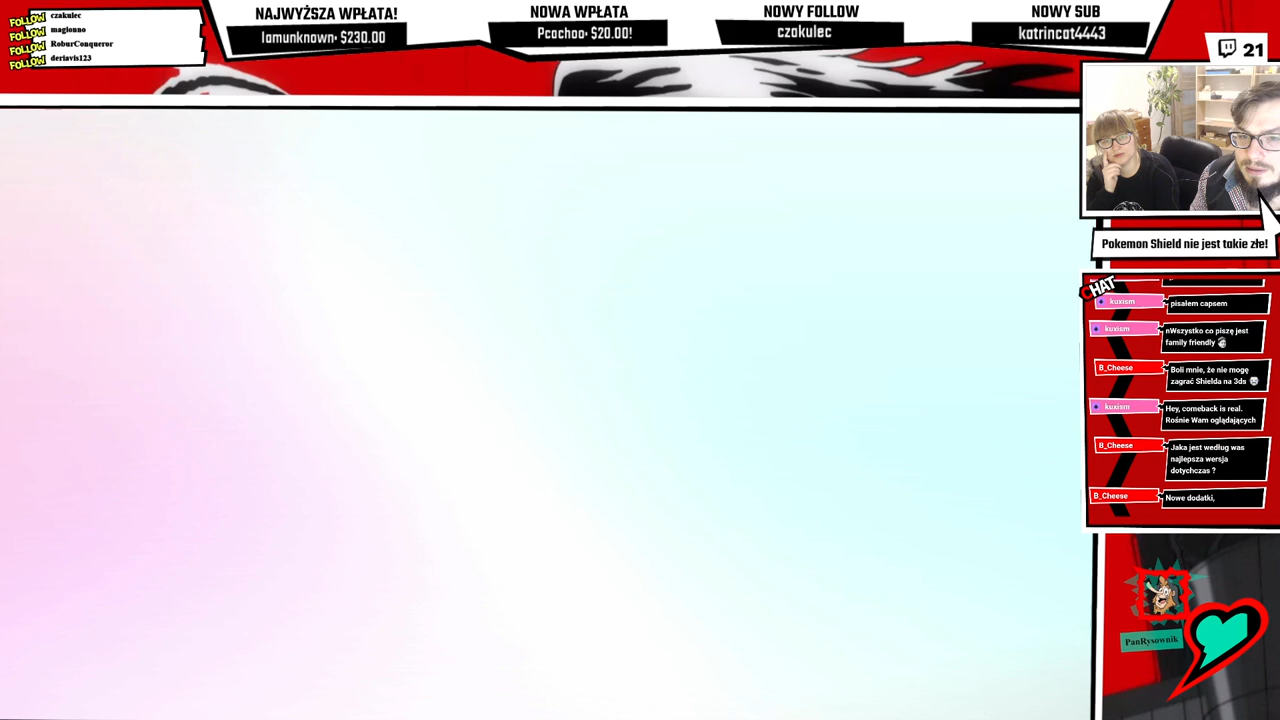 FOLLOW czakulec
FOLLOW magionno
FOLLOW RoburConqueror
FOLLOW deriavis123
NAJWYŻSZA WPŁATA!
Iamunknown: $230.00
NOWA WPŁATA
Pcachoo: $20.00!
NOWY FOLLOW
czakulec
NOWY SUB
katrincat4443
21
Pokemon Shield nie jest takie złe!
CHAT
kuxism
pisałem capsem
kuxism
nWszystko co piszę jest
family friendly
B_Cheese
Boli mnie, że nie mogę
zagrać Shielda na 3ds
kuxism
Hey, comeback is real.
Rośnie Wam oglądających
B_Cheese
Jaka jest według was
najlepsza wersja
dotychczas ?
B_Cheese
Nowe dodatki,
PanRysownik